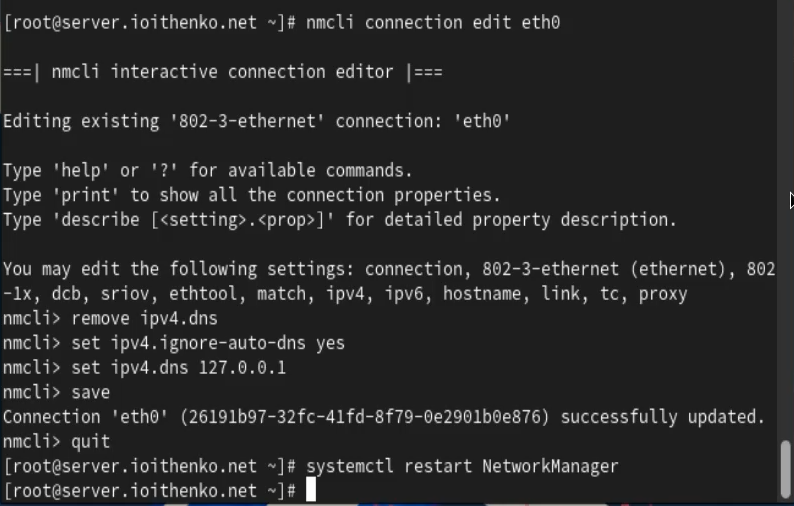 [root@server.ioithenko.net ~]# nmcli connection edit eth0
===| nmcli interactive connection editor |===
Editing existing '802-3-ethernet' connection: 'eth0'
Type 'help' or '?' for available commands.
Type 'print' to show all the connection properties.
Type 'describe [<setting>.<prop>]' for detailed property description.
You may edit the following settings: connection, 802-3-ethernet (ethernet), 802
-1x, dcb, sriov, ethtool, match, ipv4, ipv6, hostname, link, tc, proxy
nmcli> remove ipv4.dns
nmcli> set ipv4.ignore-auto-dns yes
nmcli> set ipv4.dns 127.0.0.1
nmcli> save
Connection 'eth0' (26191b97-32fc-41fd-8f79-0e2901b0e876) successfully updated.
nmcli> quit
[root@server.ioithenko.net ~]# systemctl restart NetworkManager
[root@server.ioithenko.net ~]#